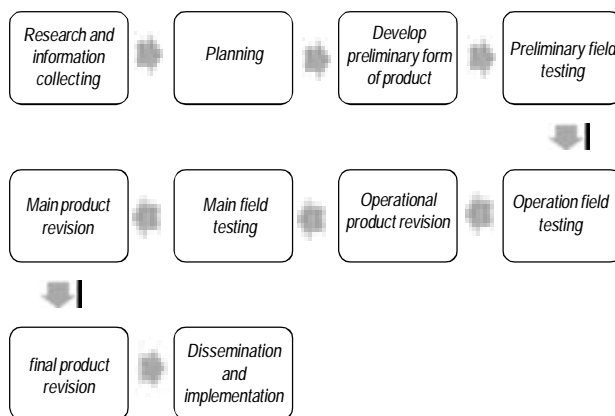 Research and
information
collecting
Planning
Develop
preliminary form
of product
Preliminary field
testing
Operation field
testing
Operational
product revision
Main field
testing
Main product
revision
final product
revision
Dissemination
and
implementation